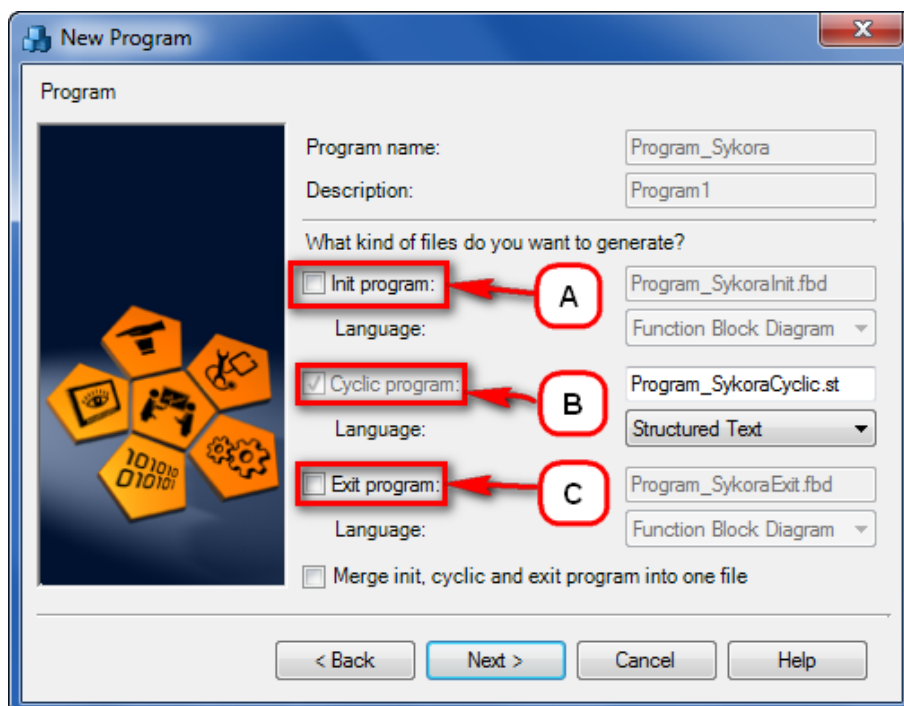 New Program
Program
Program name: Program_Sykora
Description: Program1
What kind of files do you want to generate?
Init program: Program_SykoraInit.fbd
A
Language: Function Block Diagram
Cyclic program: Program_SykoraCyclic.st
B
Language: Structured Text
Exit program: Program_SykoraExit.fbd
C
Language: Function Block Diagram
Merge init, cyclic and exit program into one file
101010
010101
< Back Next > Cancel Help